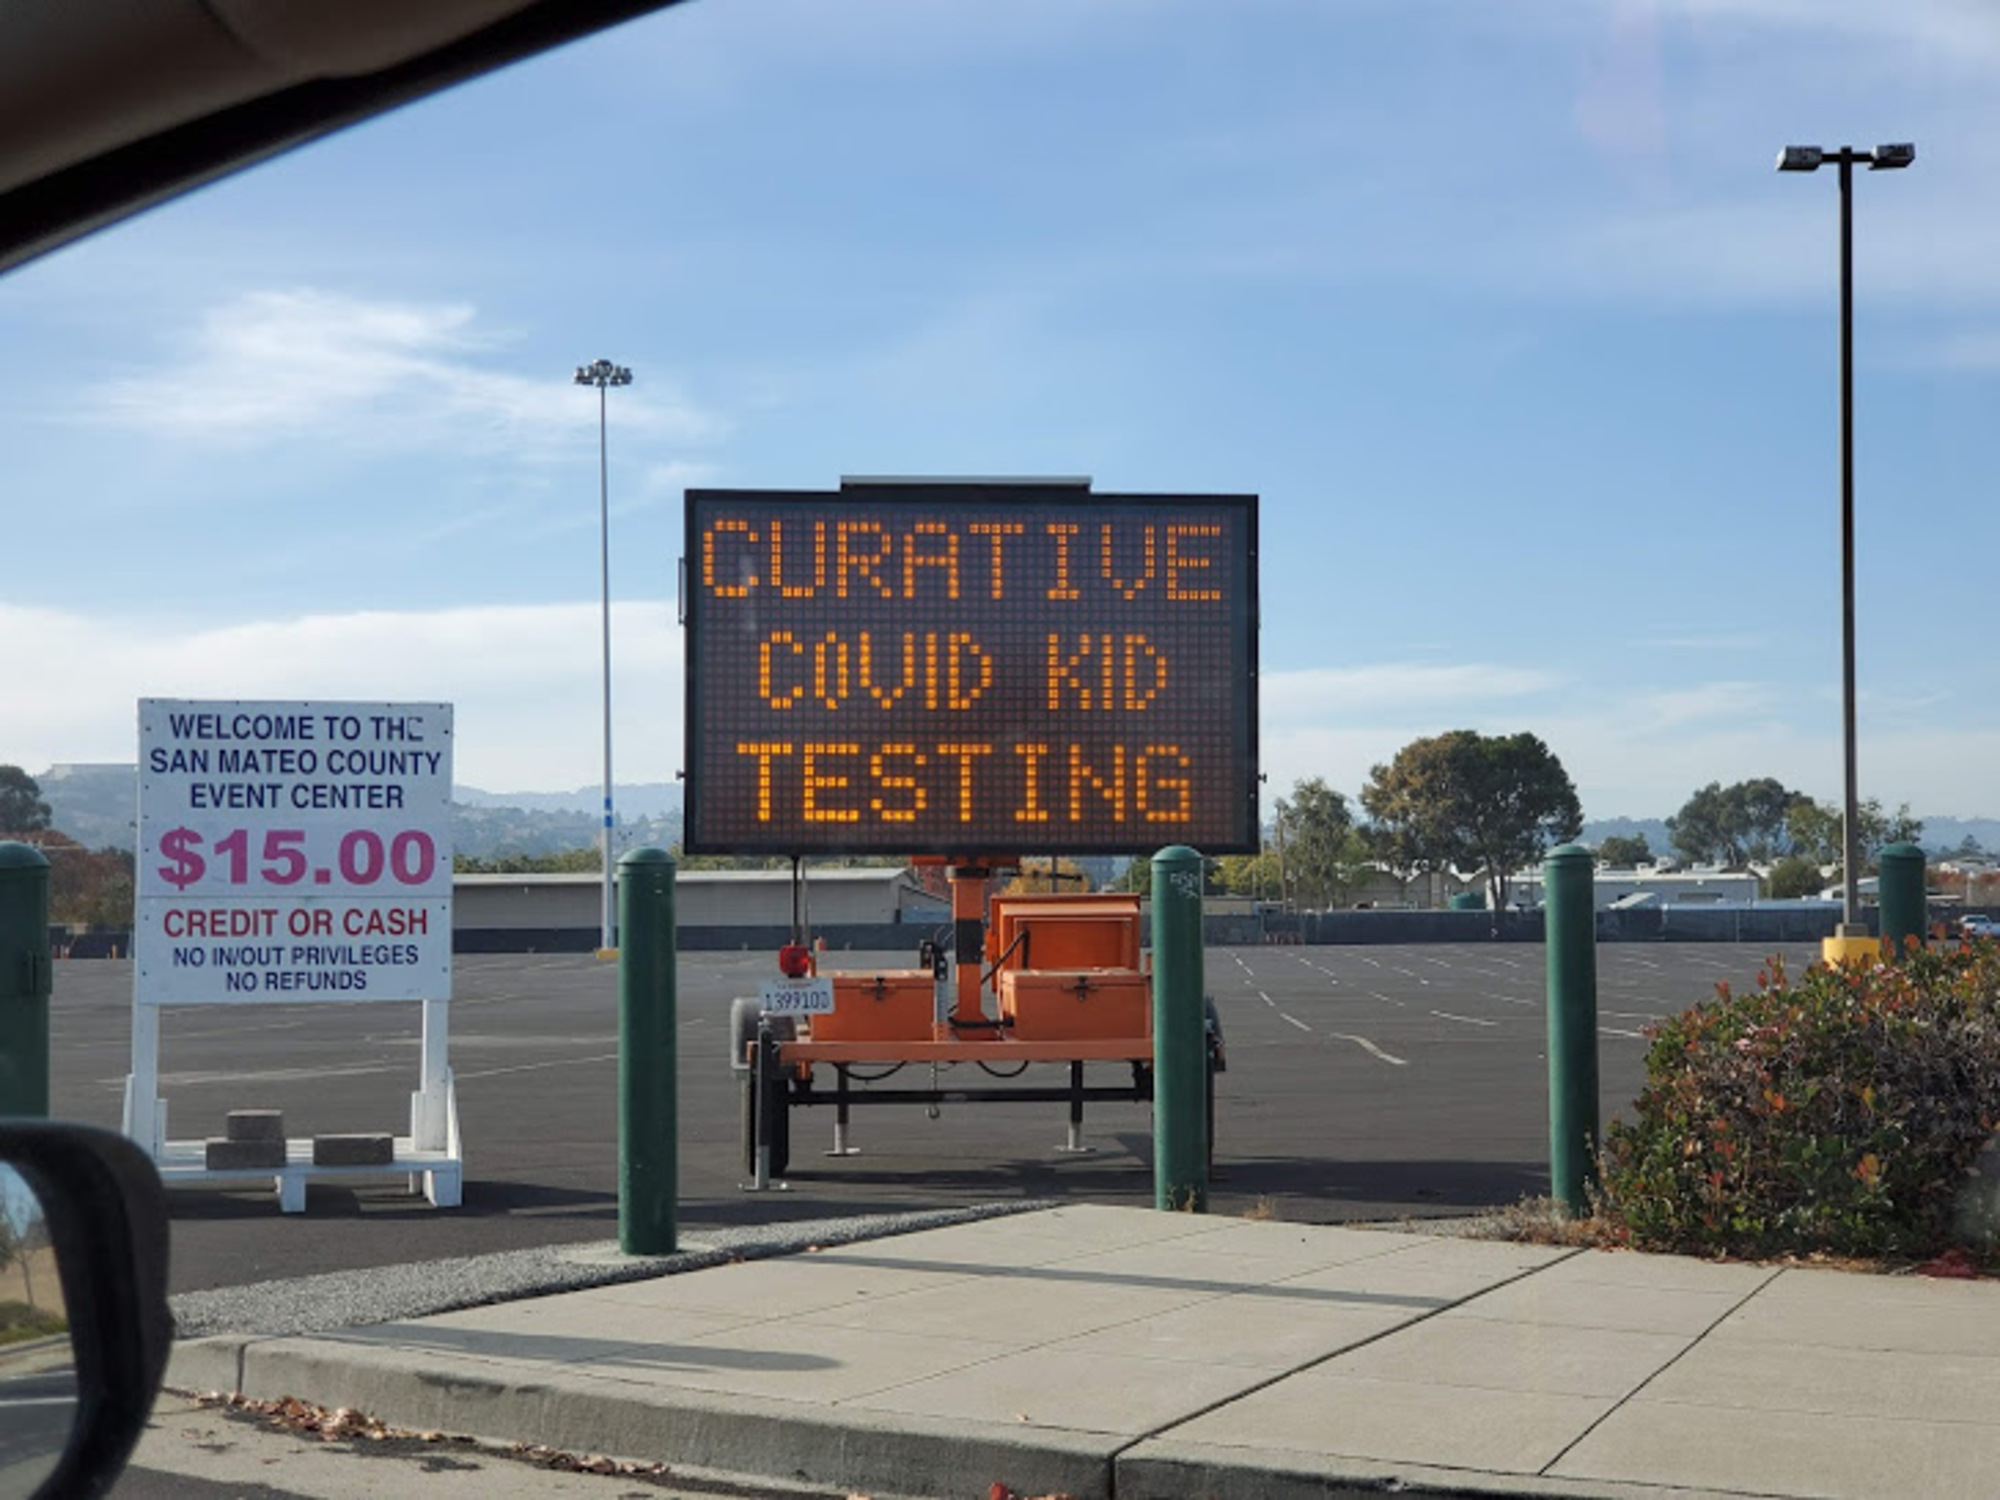 WELCOME TO THE
SAN MATEO COUNTY
EVENT CENTER
$15.00
CREDIT OR CASH
NO IN/OUT PRIVILEGES
NO REFUNDS
CURATIVE
COVID KID
TESTING
1399100